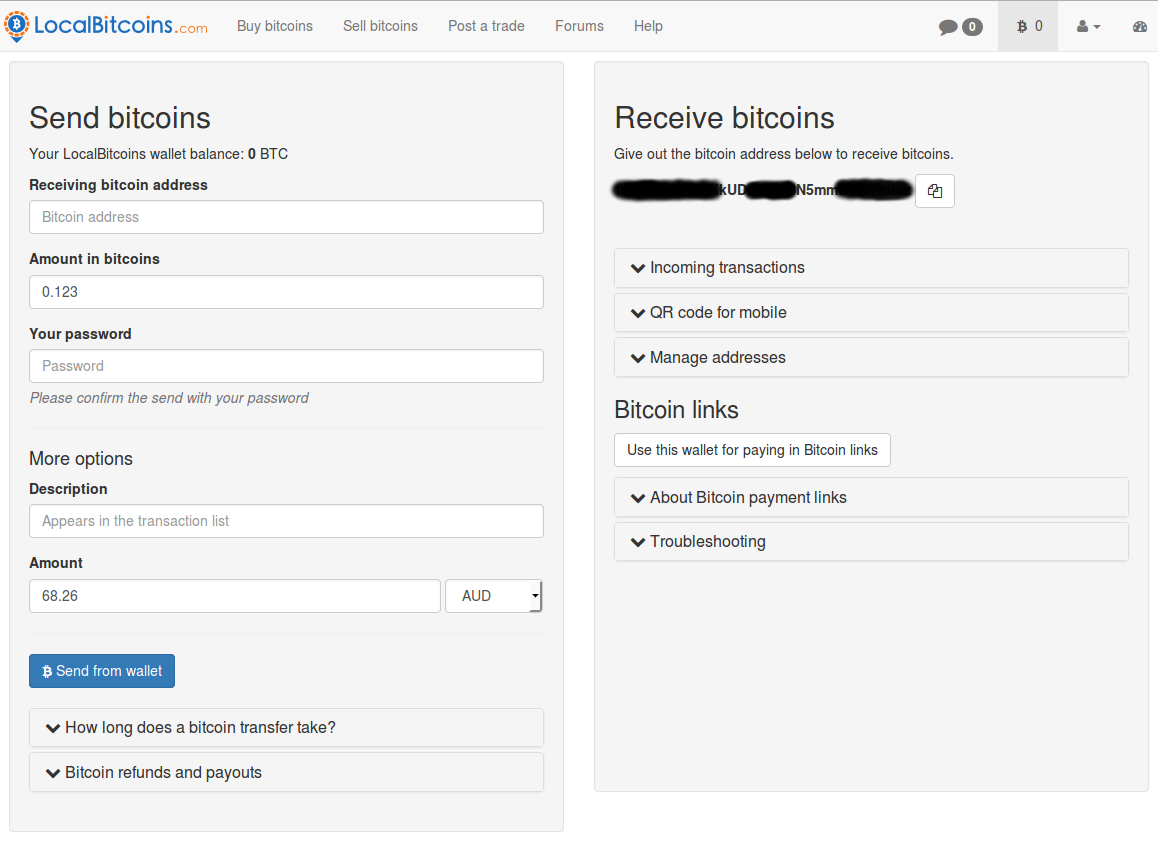 LocalBitcoins.com Buy bitcoins Sell bitcoins Post a trade Forums Help 0 0
Send bitcoins
Your LocalBitcoins wallet balance: 0 BTC
Receiving bitcoin address
Bitcoin address
Amount in bitcoins
0.123
Your password
Password
Please confirm the send with your password
More options
Description
Appears in the transaction list
Amount
68.26 AUD
Send from wallet
How long does a bitcoin transfer take?
Bitcoin refunds and payouts
Receive bitcoins
Give out the bitcoin address below to receive bitcoins.
kUD N5mm
Incoming transactions
QR code for mobile
Manage addresses
Bitcoin links
Use this wallet for paying in Bitcoin links
About Bitcoin payment links
Troubleshooting